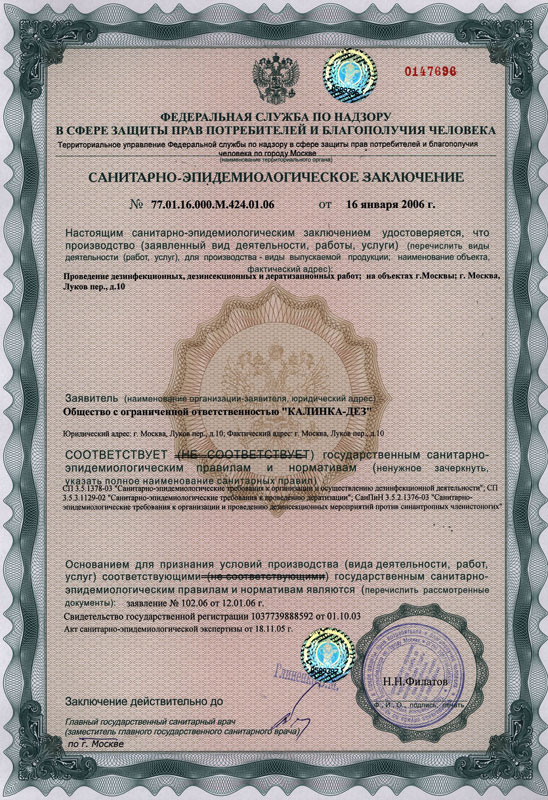 0147696
ФЕДЕРАЛЬНАЯ СЛУЖБА ПО НАДЗОРУ
В СФЕРЕ ЗАЩИТЫ ПРАВ ПОТРЕБИТЕЛЕЙ И БЛАГОПОЛУЧИЯ ЧЕЛОВЕКА
Территориальное управление Федеральной службы по надзору в сфере защиты прав потребителей и благополучия
человека по городу Москве
(наименование территориального органа)
САНИТАРНО-ЭПИДЕМИОЛОГИЧЕСКОЕ ЗАКЛЮЧЕНИЕ
№ 77.01.16.000.М.424.01.06 от 16 января 2006 г.
Настоящим санитарно-эпидемиологическим заключением удостоверяется, что
производство (заявленный вид деятельности, работы, услуги) (перечислить виды
деятельности (работ, услуг), для производства - виды выпускаемой продукции; наименование объекта,
фактический адрес):
Проведение дезинфекционных, дезинсекционных и дератизационных работ; на объектах г.Москвы; г. Москва,
Луков пер., д.10
Заявитель (наименование организации-заявителя, юридический адрес)
Общество с ограниченной ответственностью "КАЛИНКА-ДЕЗ"
Юридический адрес: г. Москва, Луков пер., д.10, Фактический адрес: г. Москва, Луков пер., д.10
СООТВЕТСТВУЕТ (НЕ СООТВЕТСТВУЕТ) государственным санитарно-
эпидемиологическим правилам и нормативам (ненужное зачеркнуть,
указать полное наименование санитарных правил)
СП 3.5.1378-03 "Санитарно-эпидемиологические требования к организации и осуществлению дезинфекционной деятельности"; СП
3.5.3.1129-02 "Санитарно-эпидемиологические требования к проведению дератизации"; СанПиН 3.5.2.1376-03 "Санитарно-
эпидемиологические требования к организации и проведению дезинсекционных мероприятий против синантропных членистоногих"
Основанием для признания условий производства (вида деятельности, работ,
услуг) соответствующими (не соответствующими) государственным санитарно-
эпидемиологическим правилам и нормативам являются (перечислить рассмотренные
документы): заявление № 102.06 от 12.01.06 г.
Свидетельство государственной регистрации 1037739888592 от 01.10.03
Акт санитарно-эпидемиологической экспертизы от 18.11.05 г.
Заключение действительно до
Н.Н.Филатов
Ф., И., О., подпись, печать
Главный государственный санитарный врач
(заместитель главного государственного санитарного врача)
по г. Москве